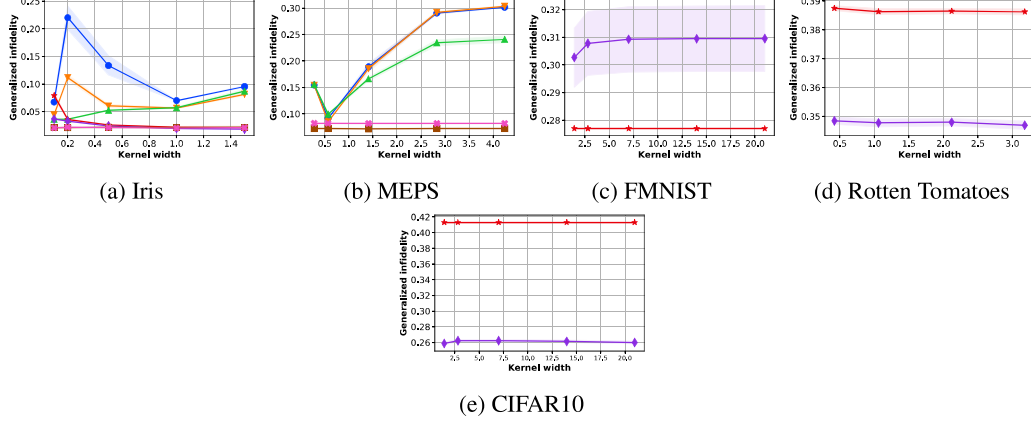 Generalized infidelity
0.25
0.20
0.15
0.10
0.05
0.2 0.4 0.6 0.8 1.0 1.2 1.4
Kernel width
(a) Iris
Generalized infidelity
0.30
0.25
0.20
0.15
0.10
0.5 1.0 1.5 2.0 2.5 3.0 3.5 4.0
Kernel width
(b) MEPS
Generalized infidelity
0.32
0.31
0.30
0.29
0.28
2.5 5.0 7.5 10.0 12.5 15.0 17.5 20.0
Kernel width
(c) FMNIST
Generalized infidelity
0.39
0.38
0.37
0.36
0.35
0.5 1.0 1.5 2.0 2.5 3.0
Kernel width
(d) Rotten Tomatoes
Generalized infidelity
0.42
0.40
0.38
0.36
0.34
0.32
0.30
0.28
0.26
2.5 5.0 7.5 10.0 12.5 15.0 17.5 20.0
Kernel width
(e) CIFAR10